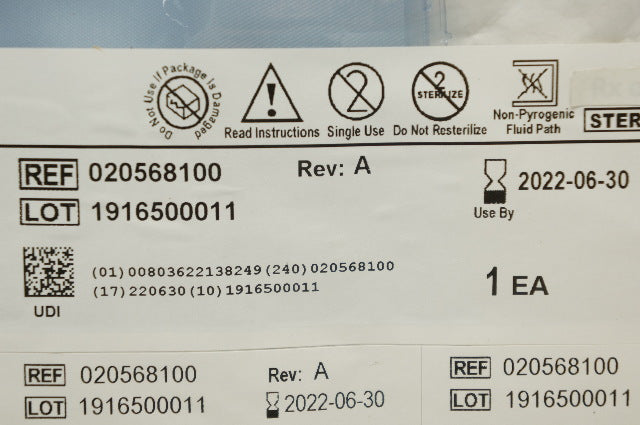 Do Not Use If Package is Damaged
Read Instructions
2
Single Use
2
STERILIZE
Do Not Resterilize
Non-Pyrogenic
Fluid Path
STER
REF 020568100 Rev: A
2022-06-30
LOT 1916500011
Use By
(01)00803622138249(240)020568100
(17)220630(10)1916500011
1 EA
UDI
REF 020568100 Rev: A
LOT 1916500011 2022-06-30
REF 020568100
LOT 1916500011